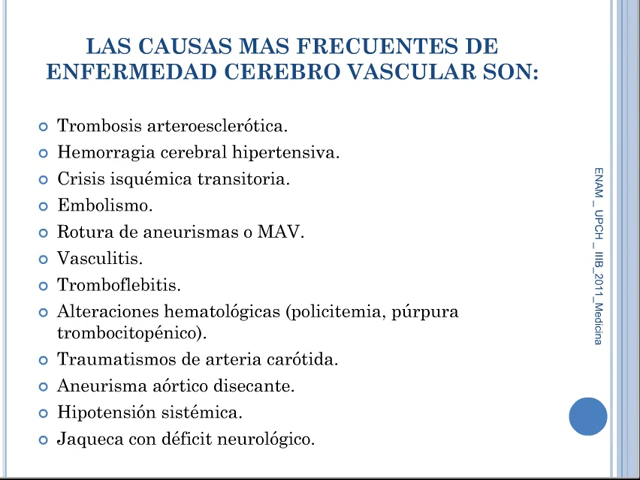 LAS CAUSAS MAS FRECUENTES DE
ENFERMEDAD CEREBRO VASCULAR SON:
Trombosis arteroesclerótica.
Hemorragia cerebral hipertensiva.
Crisis isquémica transitoria.
Embolismo.
Rotura de aneurismas o MAV.
Vasculitis.
Tromboflebitis.
Alteraciones hematológicas (policitemia, púrpura
trombocitopénico).
Traumatismos de arteria carótida.
Aneurisma aórtico disecante.
Hipotensión sistémica.
Jaqueca con déficit neurológico.
ENAM _ UPCH _ IIIB_2011_Medicina